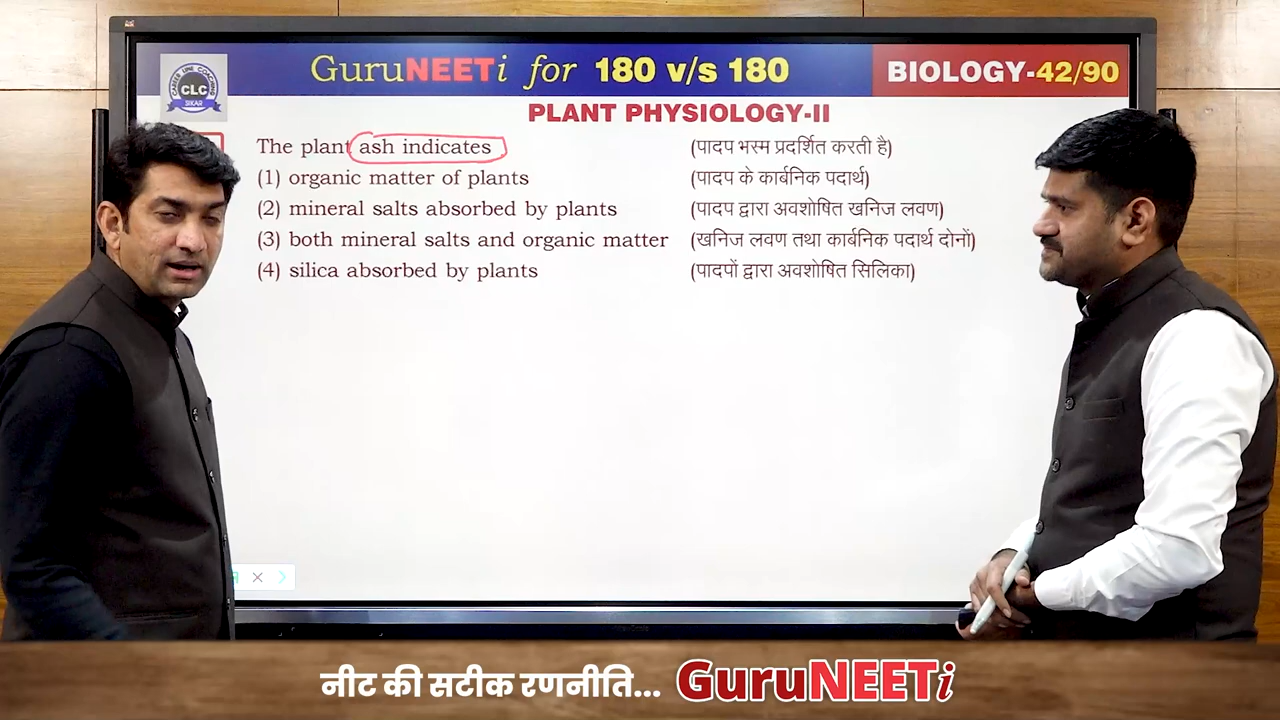 GuruNEETi for 180 v/s 180
BIOLOGY-42/90
CAREER LINE COACHING
CLC
SIKAR
PLANT PHYSIOLOGY-II
The plant ash indicates (पादप भस्म प्रदर्शित करती है)
(1) organic matter of plants (पादप के कार्बनिक पदार्थ)
(2) mineral salts absorbed by plants (पादप द्वारा अवशोषित खनिज लवण)
(3) both mineral salts and organic matter (खनिज लवण तथा कार्बनिक पदार्थ दोनों)
(4) silica absorbed by plants (पादपों द्वारा अवशोषित सिलिका)
नीट की सटीक रणनीति... GuruNEETi